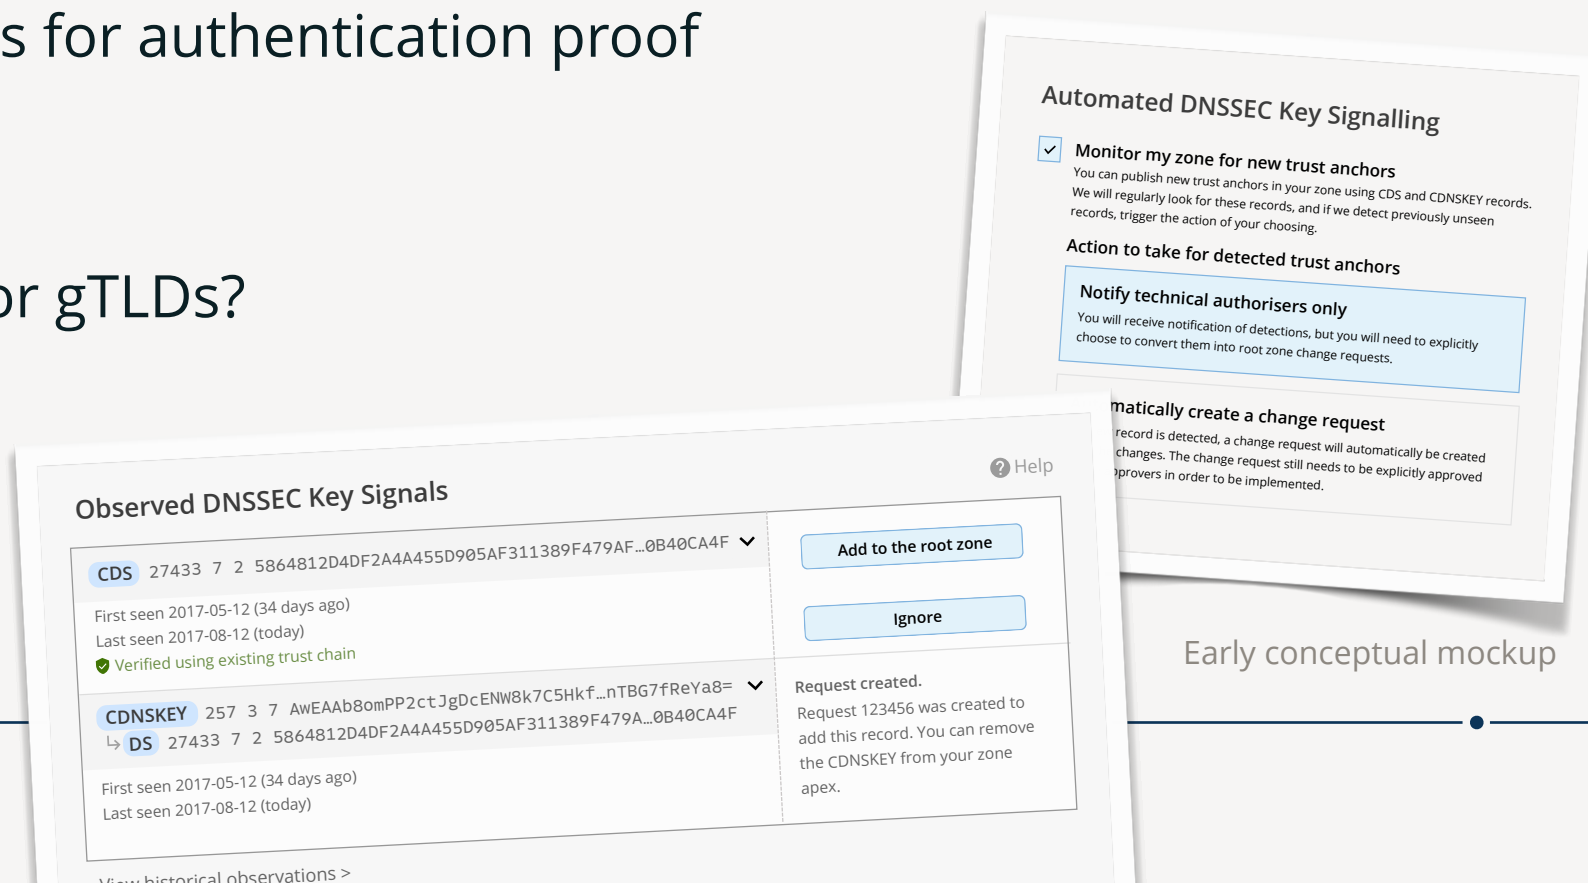 s for authentication proof
or gTLDs?
Automated DNSSEC Key Signalling
Monitor my zone for new trust anchors
You can publish new trust anchors in your zone using CDS and CDNSKEY records.
We will regularly look for these records, and if we detect previously unseen
records, trigger the action of your choosing.
Action to take for detected trust anchors
Notify technical authorisers only
You will receive notification of detections, but you will need to explicitly
choose to convert them into root zone change requests.
matically create a change request
record is detected, a change request will automatically be created
changes. The change request still needs to be explicitly approved
pprovers in order to be implemented.
Early conceptual mockup
Help
Observed DNSSEC Key Signals
CDS 27433 7 2 5864812D4DF2A4A455D905AF311389F479AF…0B40CA4F
First seen 2017-05-12 (34 days ago)
Last seen 2017-08-12 (today)
Verified using existing trust chain
Add to the root zone
Ignore
CDNSKEY 257 3 7 AwEAAb8omPP2ctJgDcENW8k7C5Hkf…nTBG7fReYa8=
DS 27433 7 2 5864812D4DF2A4A455D905AF311389F479A…0B40CA4F
First seen 2017-05-12 (34 days ago)
Last seen 2017-08-12 (today)
Request created.
Request 123456 was created to
add this record. You can remove
the CDNSKEY from your zone
apex.
View historical observations >